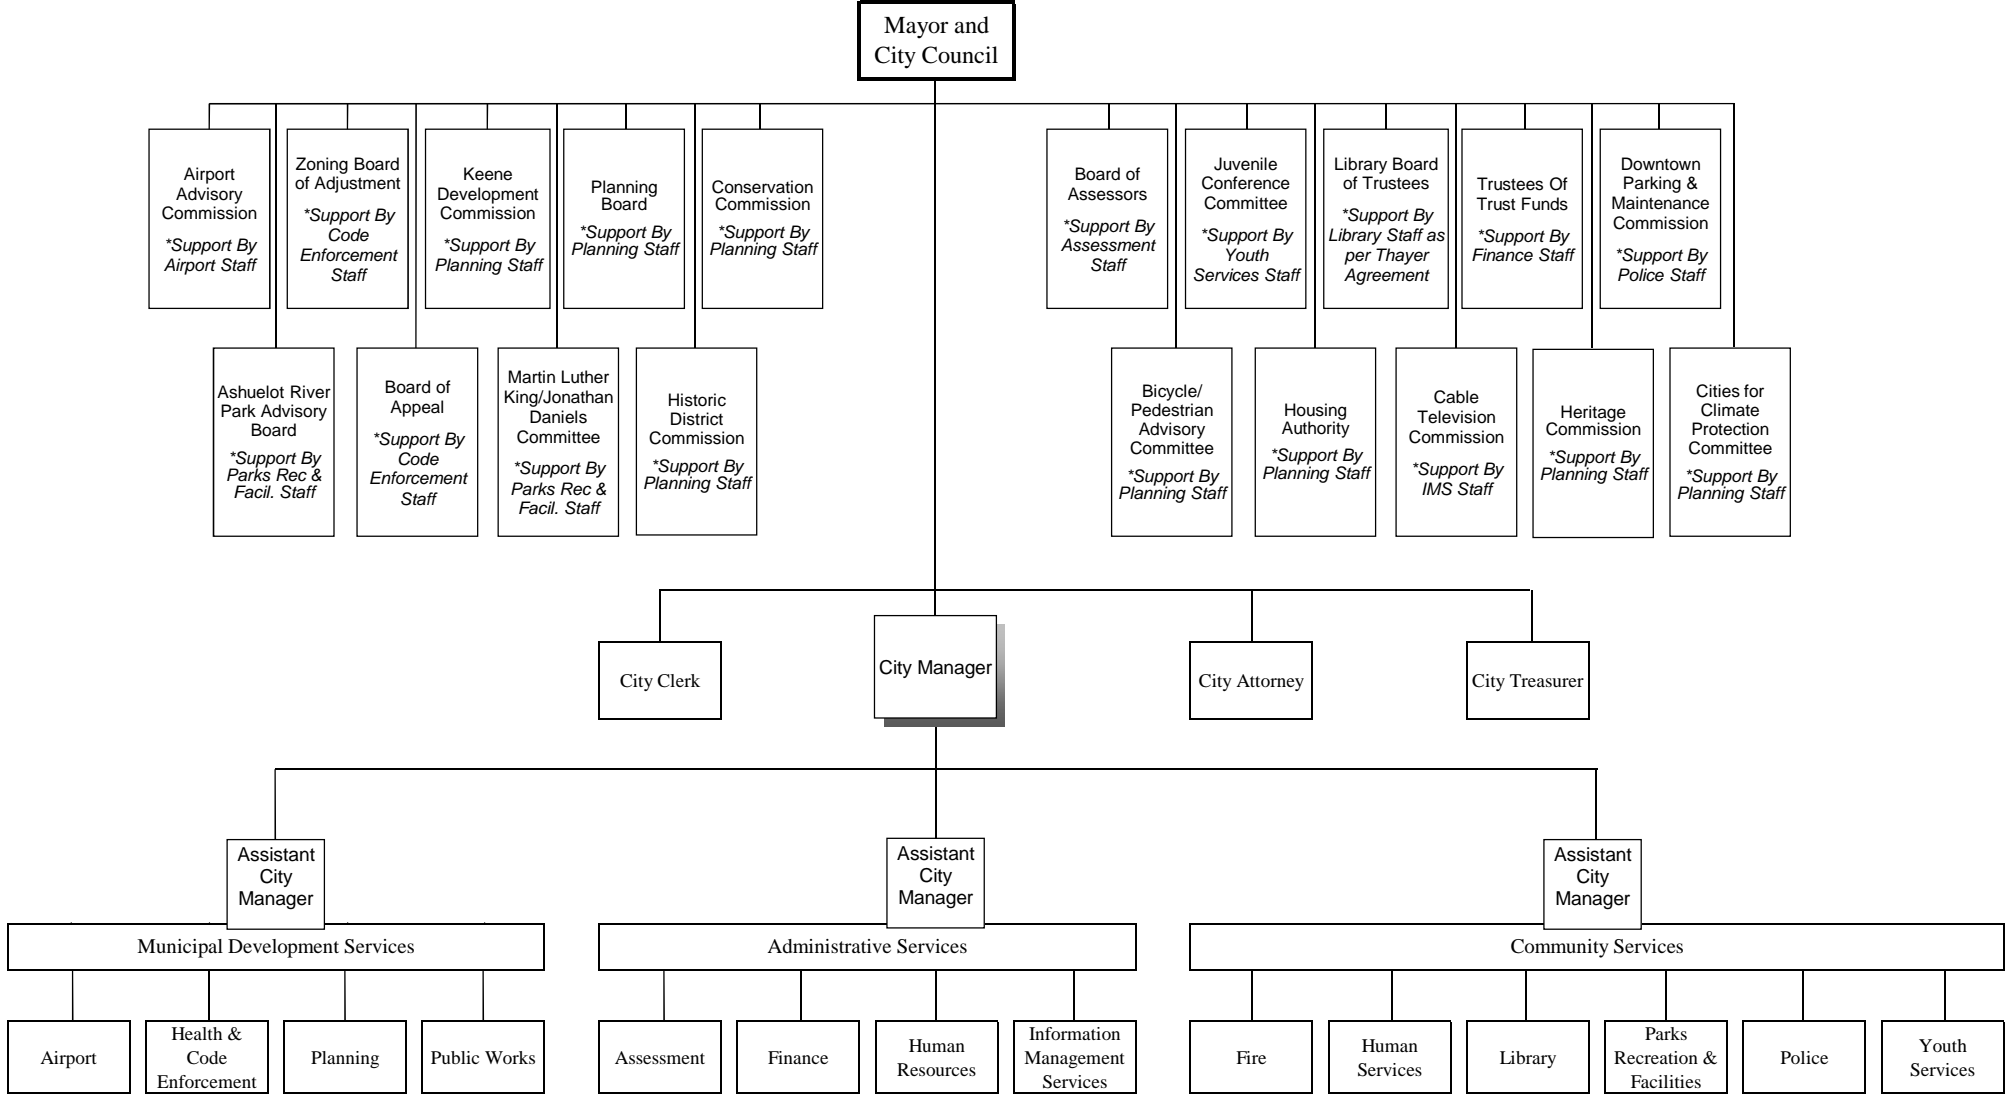 Mayor and
City Council
Airport
Advisory
Commission
*Support By
Airport Staff
Zoning Board
of Adjustment
*Support By
Code
Enforcement
Staff
Keene
Development
Commission
*Support By
Planning Staff
Planning
Board
*Support By
Planning Staff
Conservation
Commission
*Support By
Planning Staff
Board of
Assessors
*Support By
Assessment
Staff
Juvenile
Conference
Committee
*Support By
Youth
Services Staff
Library Board
of Trustees
*Support By
Library Staff as
per Thayer
Agreement
Trustees Of
Trust Funds
*Support By
Finance Staff
Downtown
Parking &
Maintenance
Commission
*Support By
Police Staff
Ashuelot River
Park Advisory
Board
*Support By
Parks Rec &
Facil. Staff
Board of
Appeal
*Support By
Code
Enforcement
Staff
Martin Luther
King/Jonathan
Daniels
Committee
*Support By
Parks Rec &
Facil. Staff
Historic
District
Commission
*Support By
Planning Staff
Bicycle/
Pedestrian
Advisory
Committee
*Support By
Planning Staff
Housing
Authority
*Support By
Planning Staff
Cable
Television
Commission
*Support By
IMS Staff
Heritage
Commission
*Support By
Planning Staff
Cities for
Climate
Protection
Committee
*Support By
Planning Staff
City Clerk
City Manager
City Attorney
City Treasurer
Assistant
City
Manager
Assistant
City
Manager
Assistant
City
Manager
Municipal Development Services
Administrative Services
Community Services
Airport
Health &
Code
Enforcement
Planning
Public Works
Assessment
Finance
Human
Resources
Information
Management
Services
Fire
Human
Services
Library
Parks
Recreation &
Facilities
Police
Youth
Services